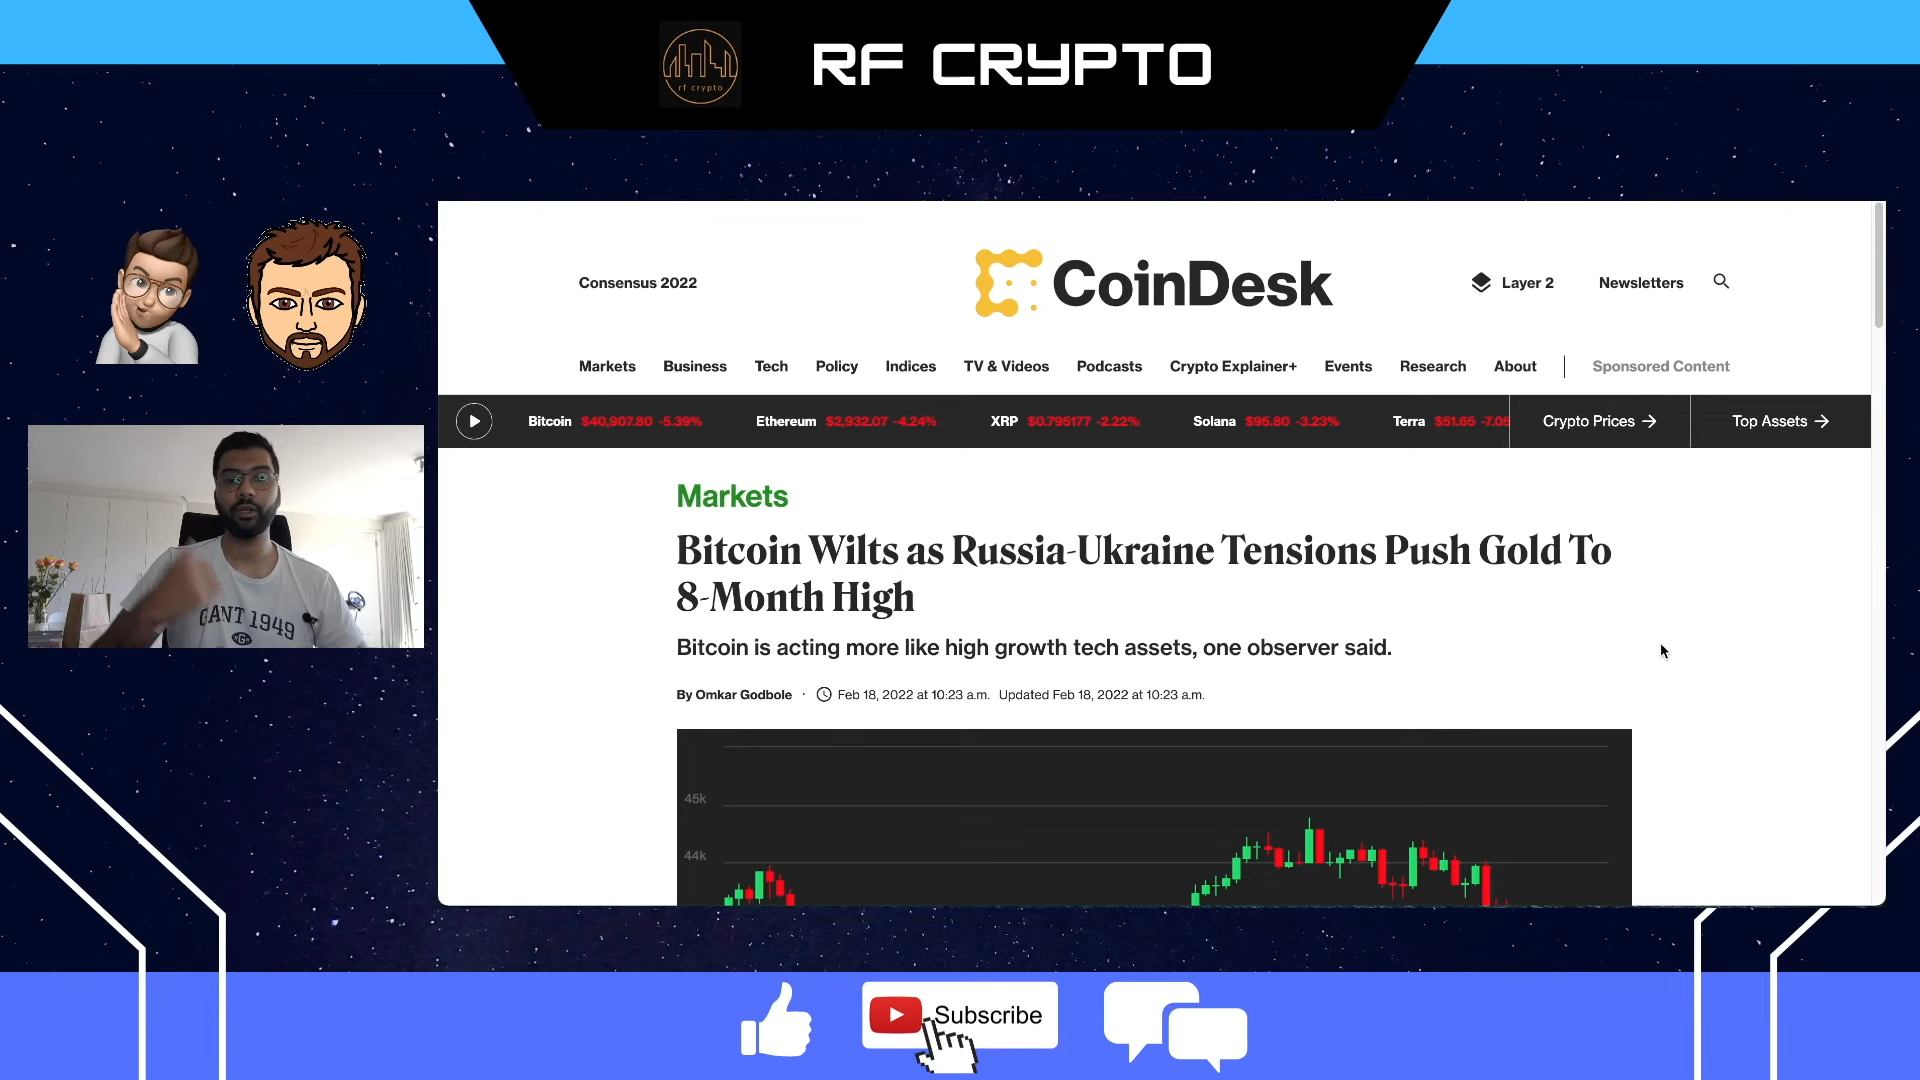 rf crypto
RF CRYPTO
Consensus 2022
CoinDesk
Layer 2
Newsletters
Markets Business Tech Policy Indices TV & Videos Podcasts Crypto Explainer+ Events Research About Sponsored Content
Bitcoin $40,907.80 -5.39% Ethereum $2,932.07 -4.24% XRP $0.795177 -2.22% Solana $95.80 -3.23% Terra $51.65 Crypto Prices → Top Assets →
Markets
Bitcoin Wilts as Russia-Ukraine Tensions Push Gold To
8-Month High
Bitcoin is acting more like high growth tech assets, one observer said.
By Omkar Godbole · Feb 18, 2022 at 10:23 a.m. Updated Feb 18, 2022 at 10:23 a.m.
45k
44k
GANT 1949
G
Subscribe